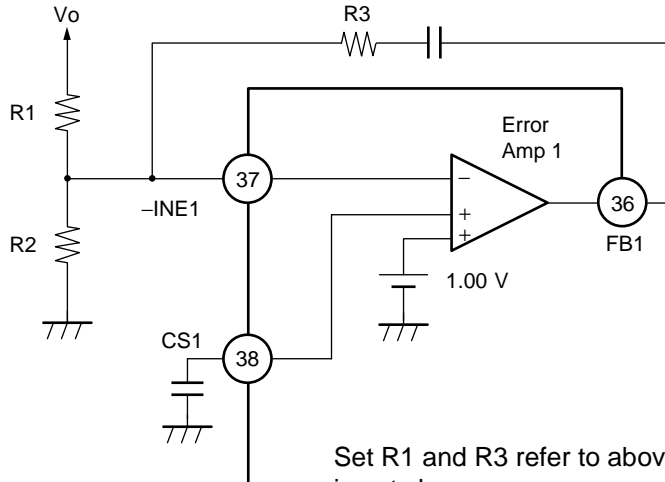 Vo
R3
R1
Error
Amp 1
37
36
–INE1
R2
FB1
1.00 V
CS1
38
Set R1 and R3 refer to abov